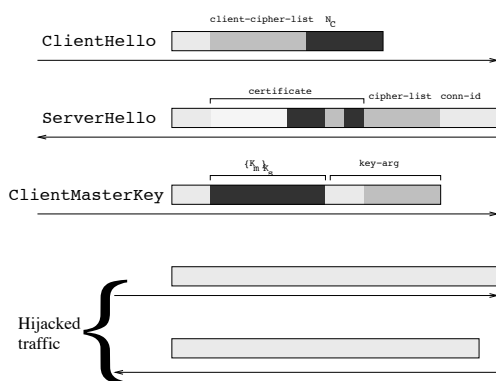 client-cipher-list N_C
ClientHello
certificate
cipher-list conn-id
ServerHello
{K_m}_{K_s}
key-arg
ClientMasterKey
Hijacked
traffic